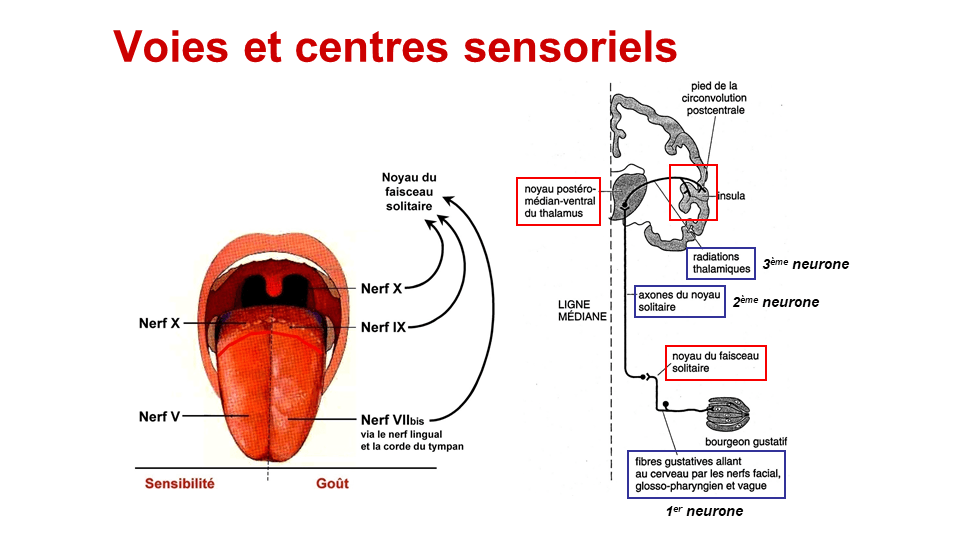 Voies et centres sensoriels
Noyau du
faisceau
solitaire
Nerf X
Nerf X
Nerf IX
Nerf V
Nerf VIIbis
via le nerf lingual
et la corde du tympan
Sensibilité
Goût
pied de la
circonvolution
postcentrale
noyau postéro-
médian-ventral
du thalamus
insula
radiations
thalamiques
3ème neurone
axones du noyau
solitaire
2ème neurone
LIGNE
MÉDIANE
noyau du faisceau
solitaire
bourgeon gustatif
fibres gustatives allant
au cerveau par les nerfs facial,
glosso-pharyngien et vague
1er neurone